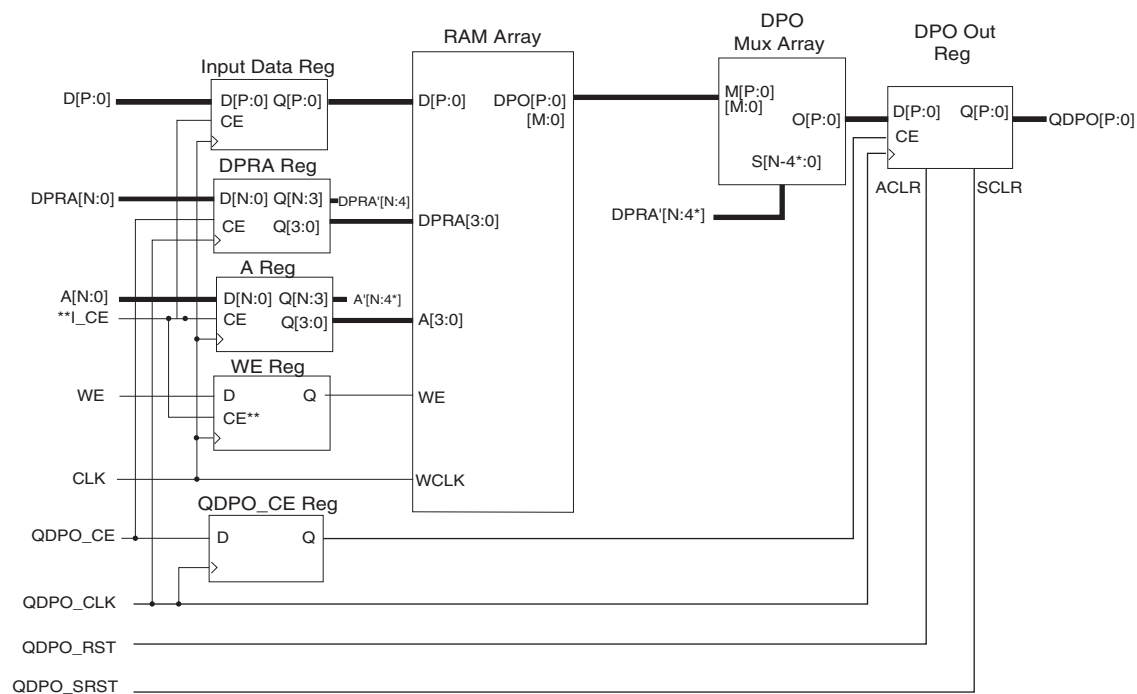 RAM Array
DPO
Mux Array
DPO Out
Reg
Input Data Reg
D[P:0]
D[P:0] Q[P:0]
CE
D[P:0]
DPO[P:0]
[M:0]
M[P:0]
[M:0]
O[P:0]
S[N-4*:0]
D[P:0] Q[P:0]
CE
QDPO[P:0]
ACLR
SCLR
DPRA Reg
DPRA[N:0]
D[N:0] Q[N:3]
DPRA'[N:4]
CE
Q[3:0]
DPRA[3:0]
DPRA'[N:4*]
A Reg
A[N:0]
D[N:0] Q[N:3]
A'[N:4*]
**I_CE
CE
Q[3:0]
A[3:0]
WE Reg
WE
D
Q
WE
CE**
CLK
WCLK
QDPO_CE Reg
QDPO_CE
D
Q
QDPO_CLK
QDPO_RST
QDPO_SRST